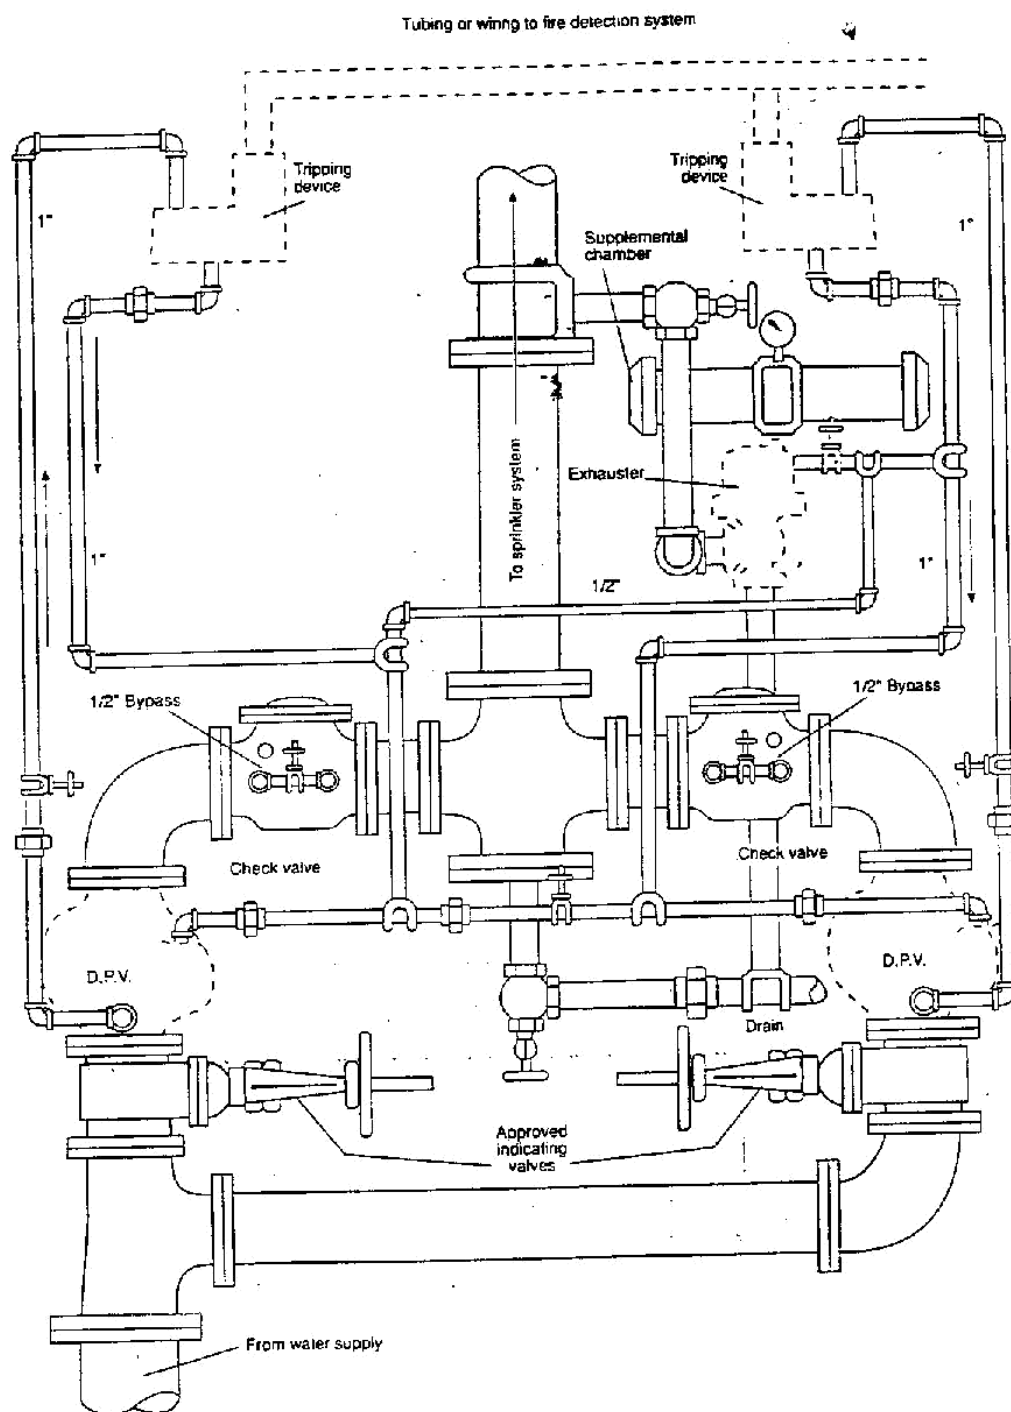 Tubing or wiring to fire detection system
Tripping
device
Tripping
device
1"
1"
Supplemental
chamber
To sprinkler system
Exhauster
1"
1/2"
1"
1/2" Bypass
1/2" Bypass
Check valve
Check valve
D.P.V.
D.P.V.
Drain
Approved
indicating
valves
From water supply